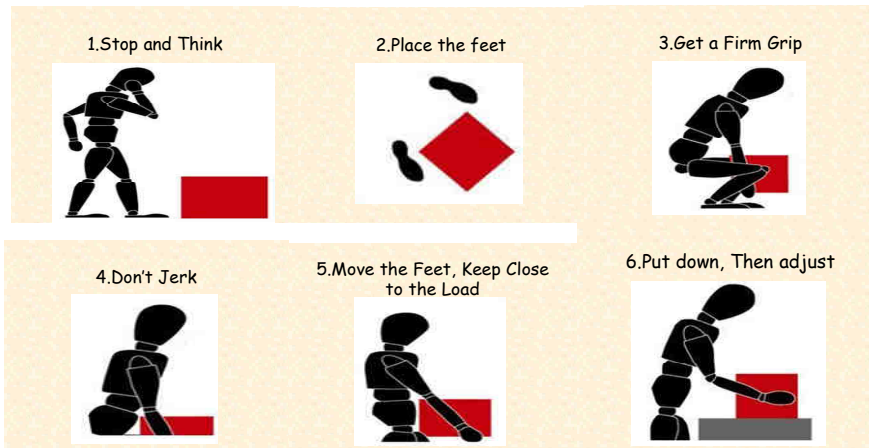 1.Stop and Think
2.Place the feet
3.Get a Firm Grip
4.Don't Jerk
5.Move the Feet, Keep Close
to the Load
6.Put down, Then adjust